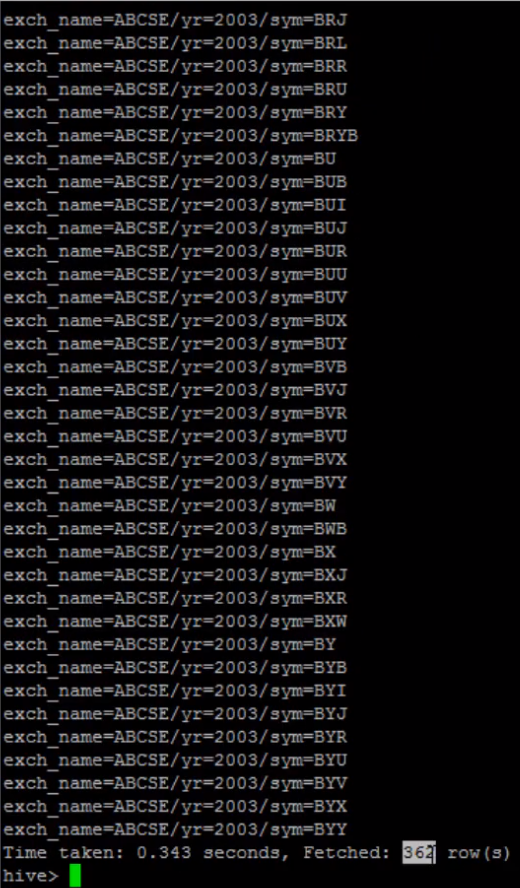 exch_name=ABCSE/yr=2003/sym=BRJ
exch_name=ABCSE/yr=2003/sym=BRL
exch_name=ABCSE/yr=2003/sym=BRR
exch_name=ABCSE/yr=2003/sym=BRU
exch_name=ABCSE/yr=2003/sym=BRY
exch_name=ABCSE/yr=2003/sym=BRYB
exch_name=ABCSE/yr=2003/sym=BU
exch_name=ABCSE/yr=2003/sym=BUB
exch_name=ABCSE/yr=2003/sym=BUI
exch_name=ABCSE/yr=2003/sym=BUJ
exch_name=ABCSE/yr=2003/sym=BUR
exch_name=ABCSE/yr=2003/sym=BUU
exch_name=ABCSE/yr=2003/sym=BUV
exch_name=ABCSE/yr=2003/sym=BUX
exch_name=ABCSE/yr=2003/sym=BUY
exch_name=ABCSE/yr=2003/sym=BVB
exch_name=ABCSE/yr=2003/sym=BVJ
exch_name=ABCSE/yr=2003/sym=BVR
exch_name=ABCSE/yr=2003/sym=BVU
exch_name=ABCSE/yr=2003/sym=BVX
exch_name=ABCSE/yr=2003/sym=BVY
exch_name=ABCSE/yr=2003/sym=BW
exch_name=ABCSE/yr=2003/sym=BWB
exch_name=ABCSE/yr=2003/sym=BX
exch_name=ABCSE/yr=2003/sym=BXJ
exch_name=ABCSE/yr=2003/sym=BXR
exch_name=ABCSE/yr=2003/sym=BXW
exch_name=ABCSE/yr=2003/sym=BY
exch_name=ABCSE/yr=2003/sym=BYB
exch_name=ABCSE/yr=2003/sym=BYI
exch_name=ABCSE/yr=2003/sym=BYJ
exch_name=ABCSE/yr=2003/sym=BYR
exch_name=ABCSE/yr=2003/sym=BYU
exch_name=ABCSE/yr=2003/sym=BYV
exch_name=ABCSE/yr=2003/sym=BYX
exch_name=ABCSE/yr=2003/sym=BYY
Time taken: 0.343 seconds, Fetched: 362 row(s)
hive>